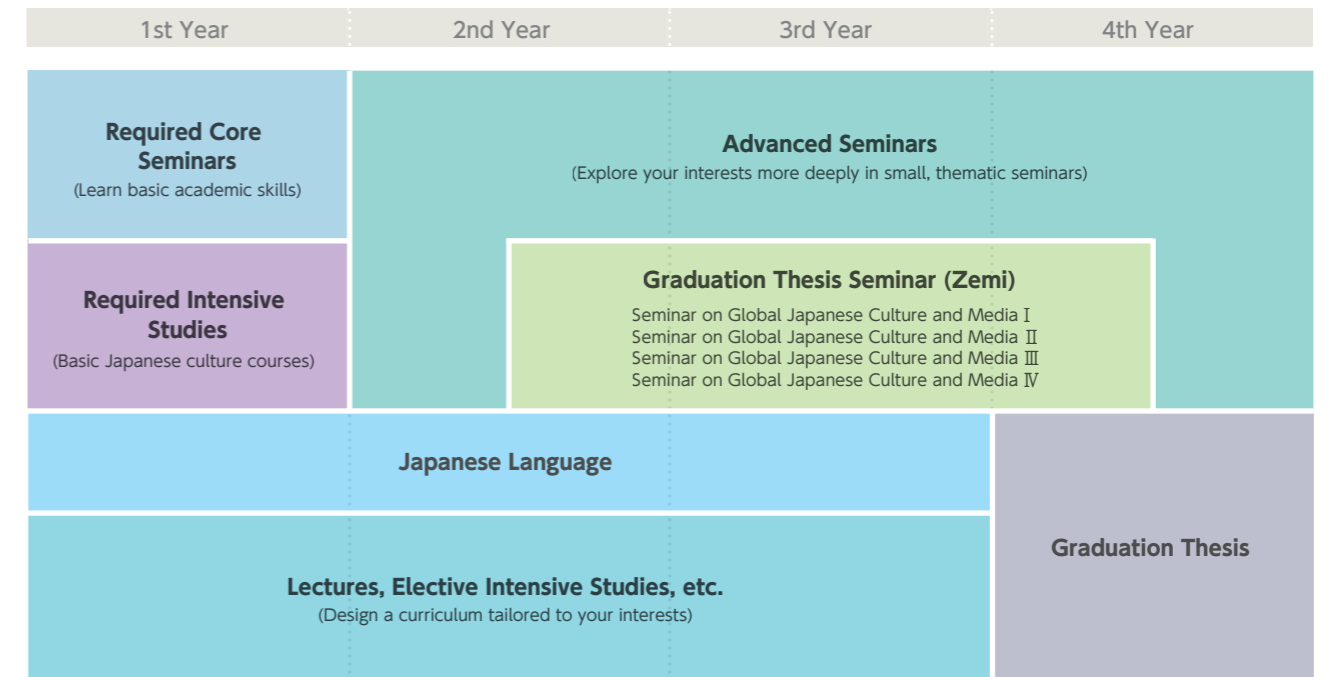 1st Year
2nd Year
3rd Year
4th Year
Required Core
Seminars
(Learn basic academic skills)
Advanced Seminars
(Explore your interests more deeply in small, thematic seminars)
Required Intensive
Studies
(Basic Japanese culture courses)
Graduation Thesis Seminar (Zemi)
Seminar on Global Japanese Culture and Media Ⅰ
Seminar on Global Japanese Culture and Media Ⅱ
Seminar on Global Japanese Culture and Media Ⅲ
Seminar on Global Japanese Culture and Media Ⅳ
Japanese Language
Lectures, Elective Intensive Studies, etc.
(Design a curriculum tailored to your interests)
Graduation Thesis